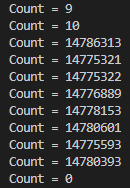 Count = 9
Count = 10
Count = 14786313
Count = 14775321
Count = 14775322
Count = 14776889
Count = 14778153
Count = 14780601
Count = 14775593
Count = 14780393
Count = 0